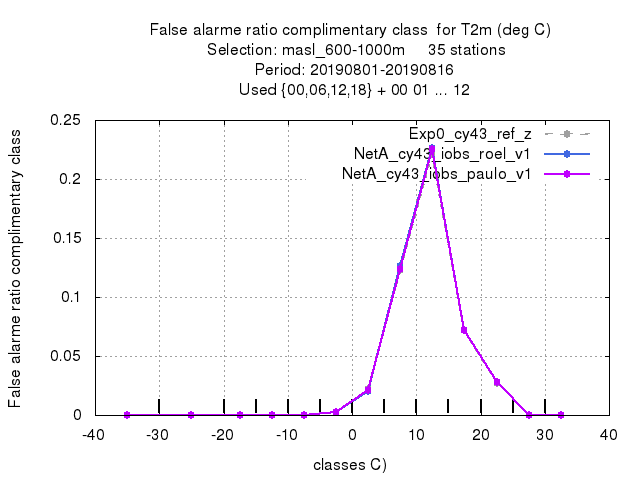 False alarme ratio complimentary class for T2m (deg C)
Selection: masl_600-1000m 35 stations
Period: 20190801-20190816
Used {00,06,12,18} + 00 01 ... 12
Exp0_cy43_ref_z
NetA_cy43_iobs_roel_v1
NetA_cy43_iobs_paulo_v1
False alarme ratio complimentary class
0.25
0.2
0.15
0.1
0.05
0
-40 -30 -20 -10 0 10 20 30 40
classes C)